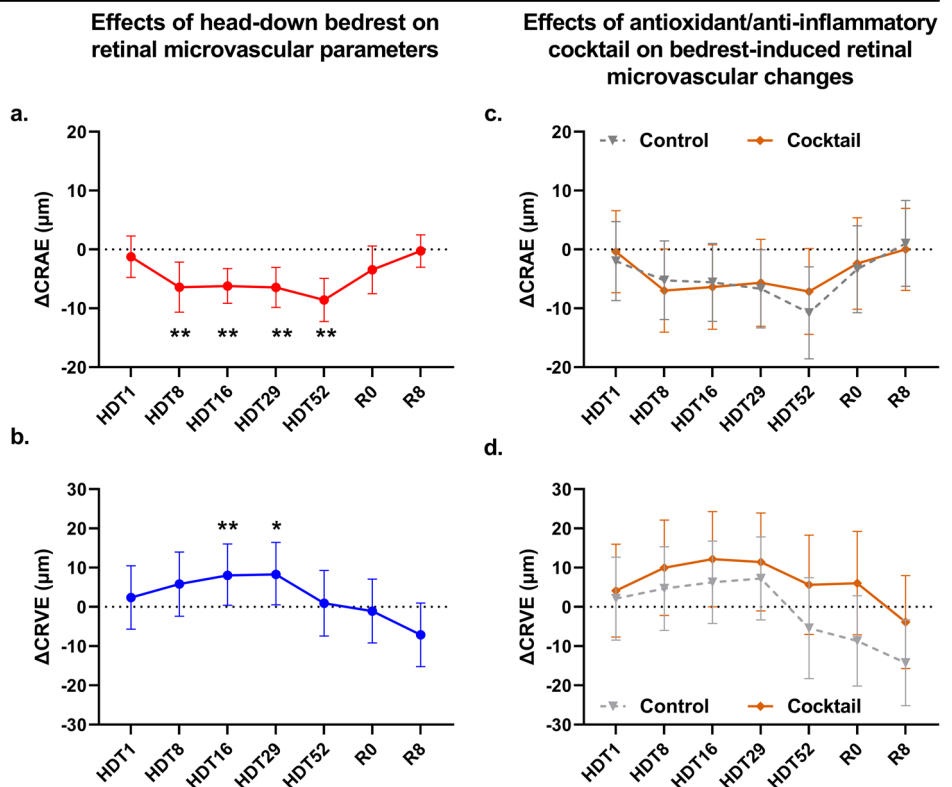 Effects of head-down bedrest on
retinal microvascular parameters
Effects of antioxidant/anti-inflammatory
cocktail on bedrest-induced retinal
microvascular changes
a.
20
10
0
-10
-20
ΔCRAE (µm)
** ** ** **
HDT1 HDT8 HDT16 HDT29 HDT52 R0 R8
c.
Control Cocktail
20
10
0
-10
-20
ΔCRAE (µm)
HDT1 HDT8 HDT16 HDT29 HDT52 R0 R8
b.
30
20
10
0
-10
-20
-30
ΔCRVE (µm)
** *
HDT1 HDT8 HDT16 HDT29 HDT52 R0 R8
d.
30
20
10
0
-10
-20
-30
ΔCRVE (µm)
Control Cocktail
HDT1 HDT8 HDT16 HDT29 HDT52 R0 R8